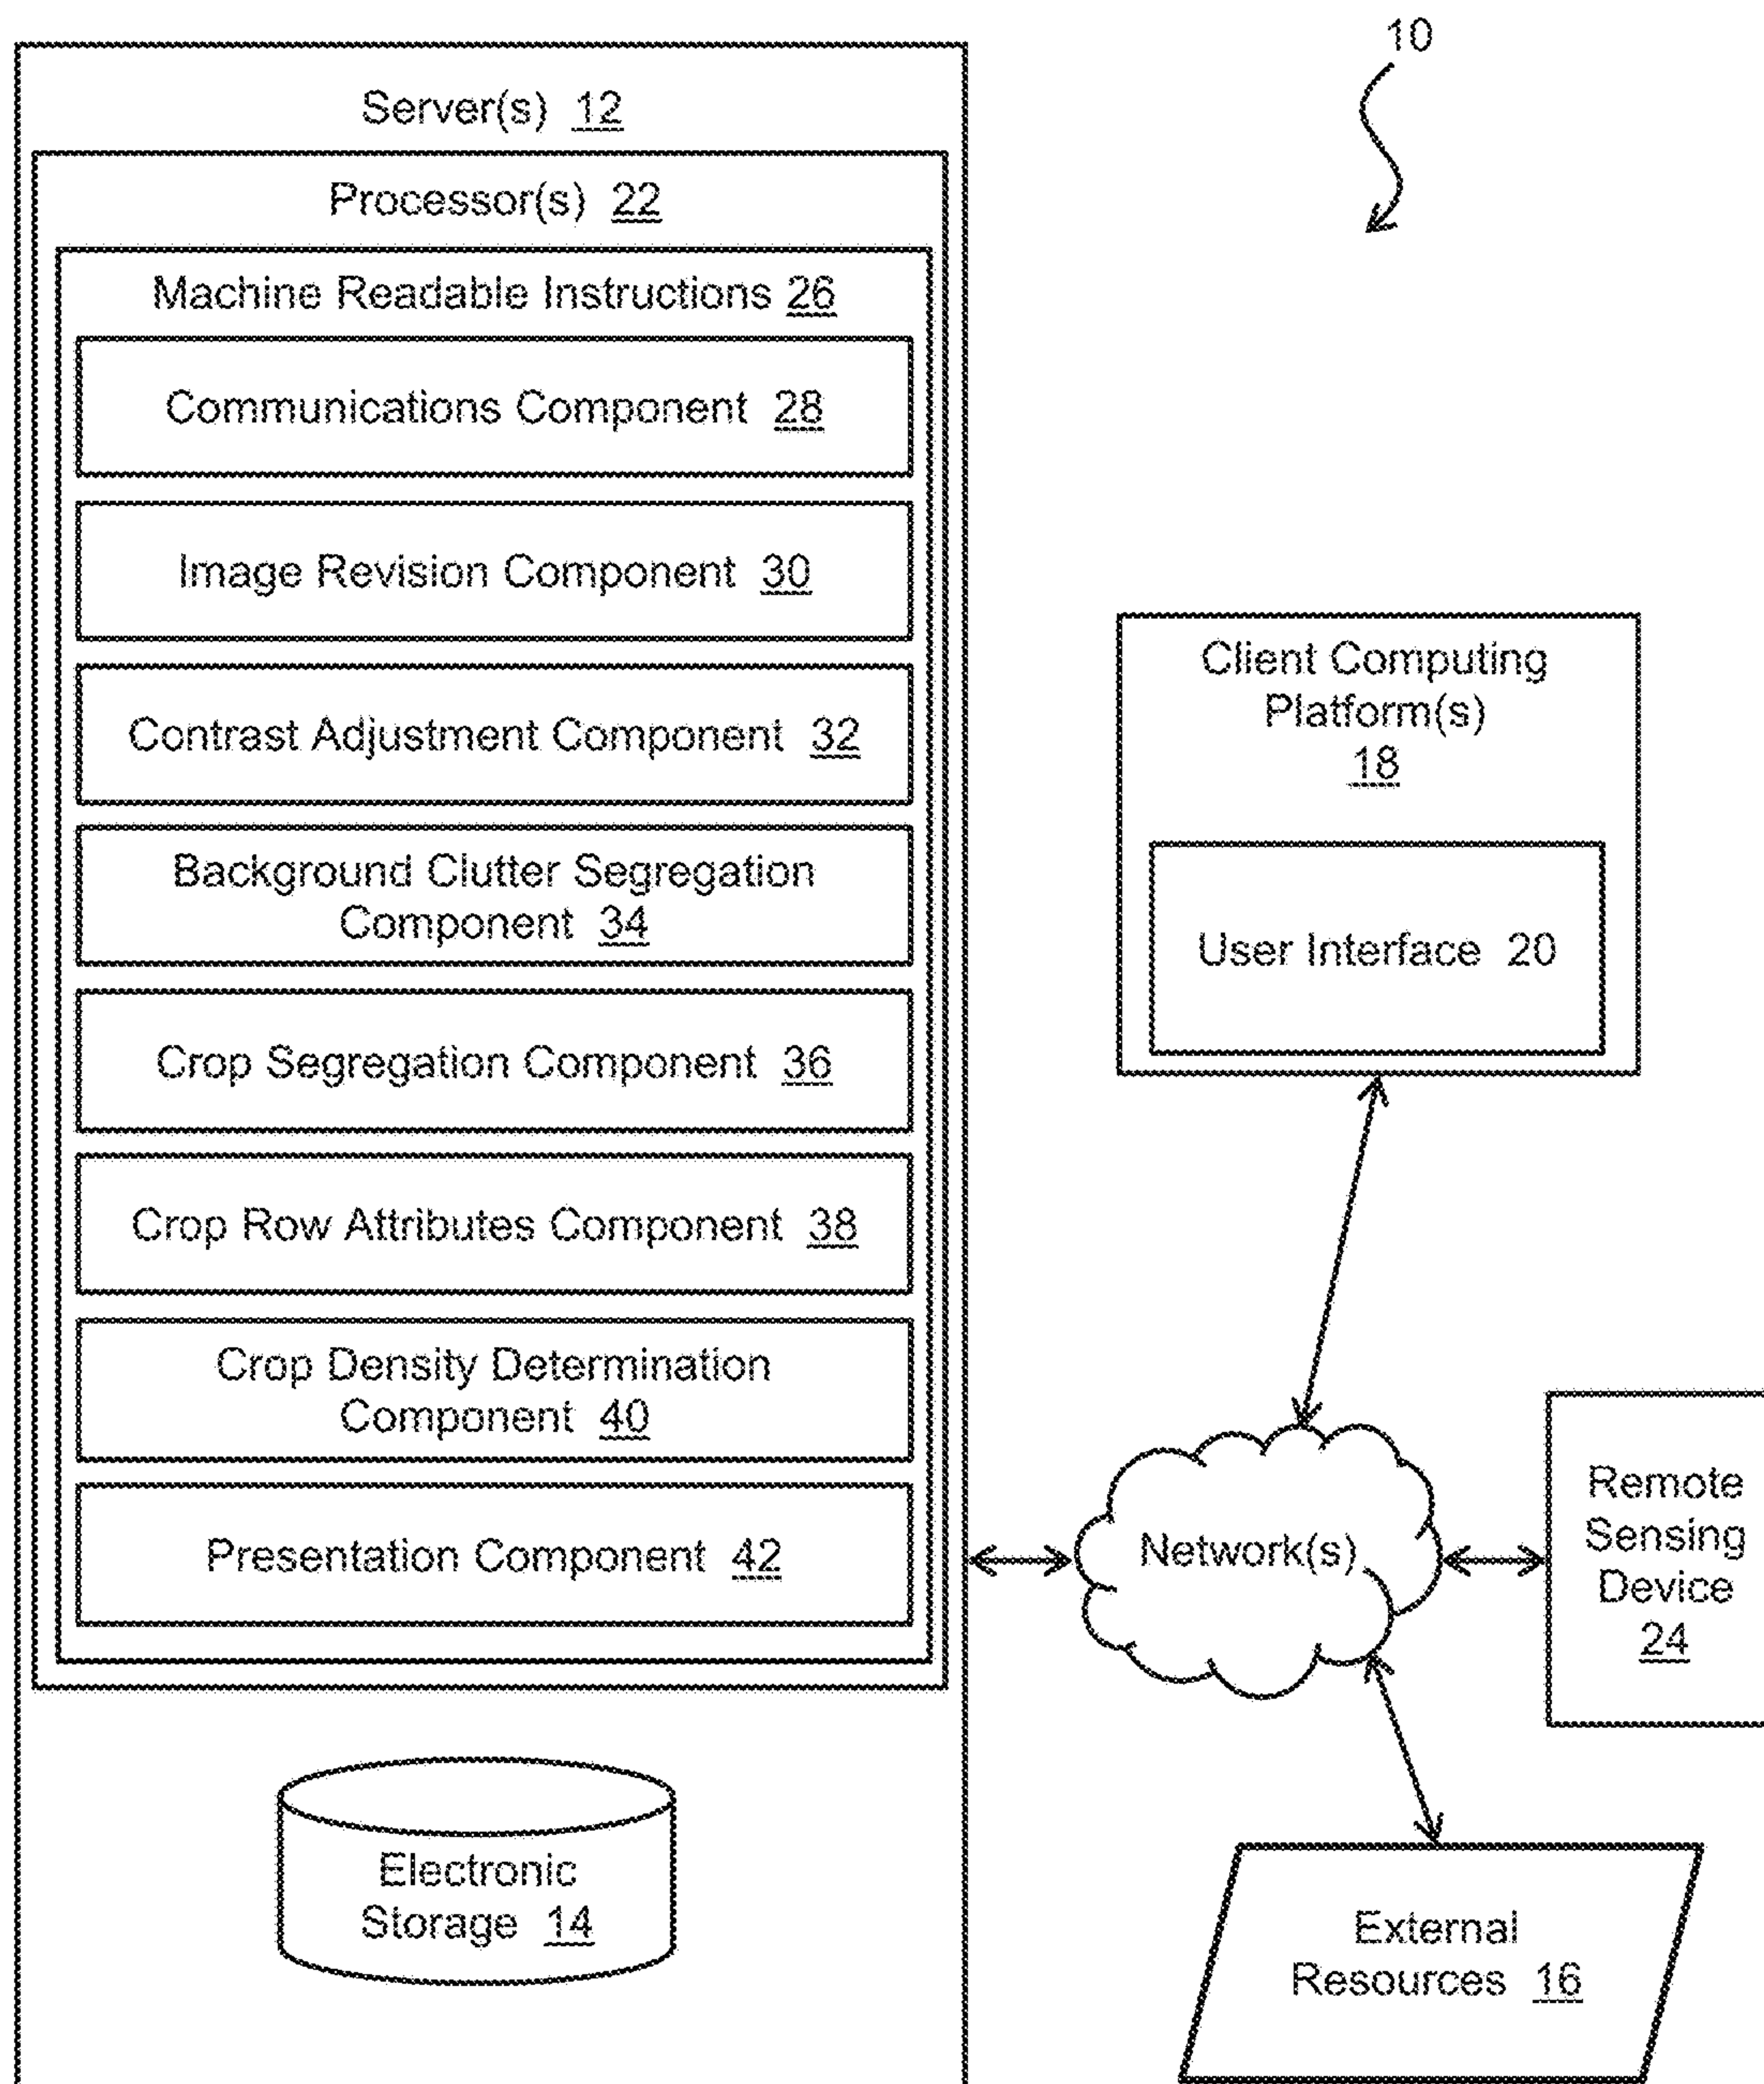 10
Server(s) 12
Processor(s) 22
Machine Readable Instructions 26
Communications Component 28
Image Revision Component 30
Contrast Adjustment Component 32
Background Clutter Segregation
Component 34
Crop Segregation Component 36
Crop Row Attributes Component 38
Crop Density Determination
Component 40
Presentation Component 42
Electronic
Storage 14
Client Computing
Platform(s)
18
User Interface 20
Network(s)
Remote
Sensing
Device
24
External
Resources 16